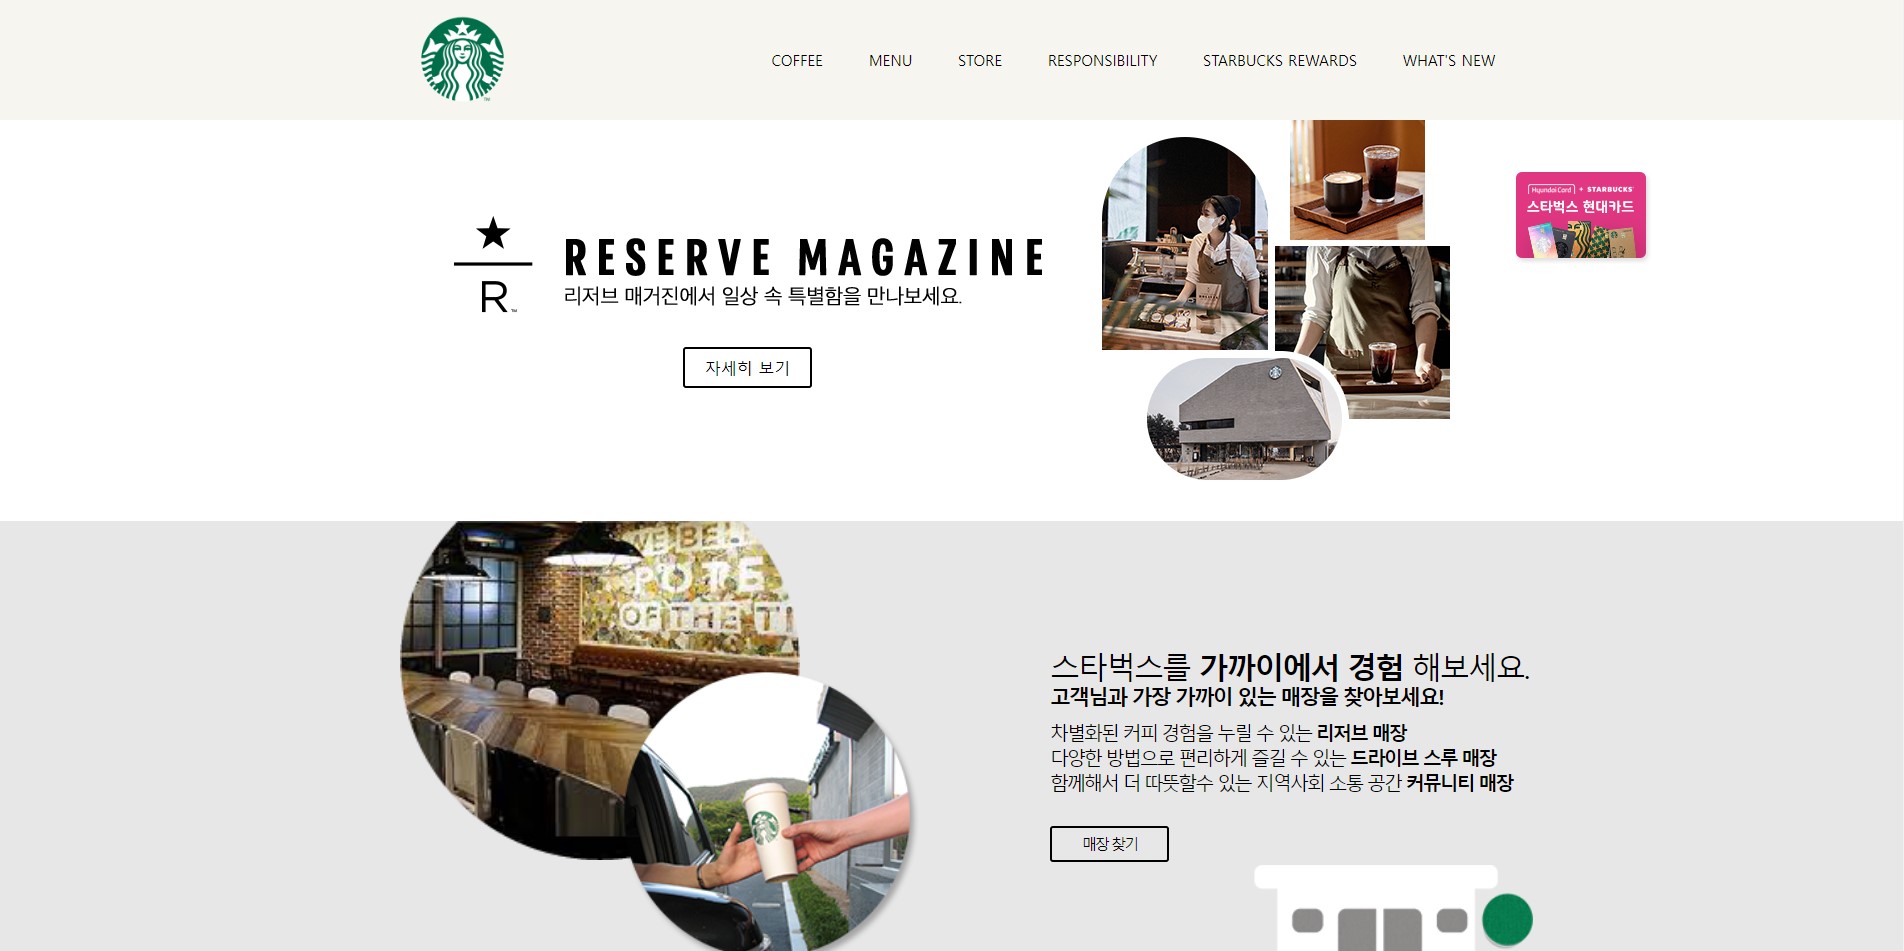 COFFEE MENU STORE RESPONSIBILITY STARBUCKS REWARDS WHAT'S NEW
Hyundai Card + STARBUCKS
스타벅스 현대카드
R™
RESERVE MAGAZINE
리저브 매거진에서 일상 속 특별함을 만나보세요.
자세히 보기
POTE
OF THE
스타벅스를 가까이에서 경험 해보세요.
고객님과 가장 가까이 있는 매장을 찾아보세요!
차별화된 커피 경험을 누릴 수 있는 리저브 매장
다양한 방법으로 편리하게 즐길 수 있는 드라이브 스루 매장
함께해서 더 따뜻할수 있는 지역사회 소통 공간 커뮤니티 매장
매장 찾기